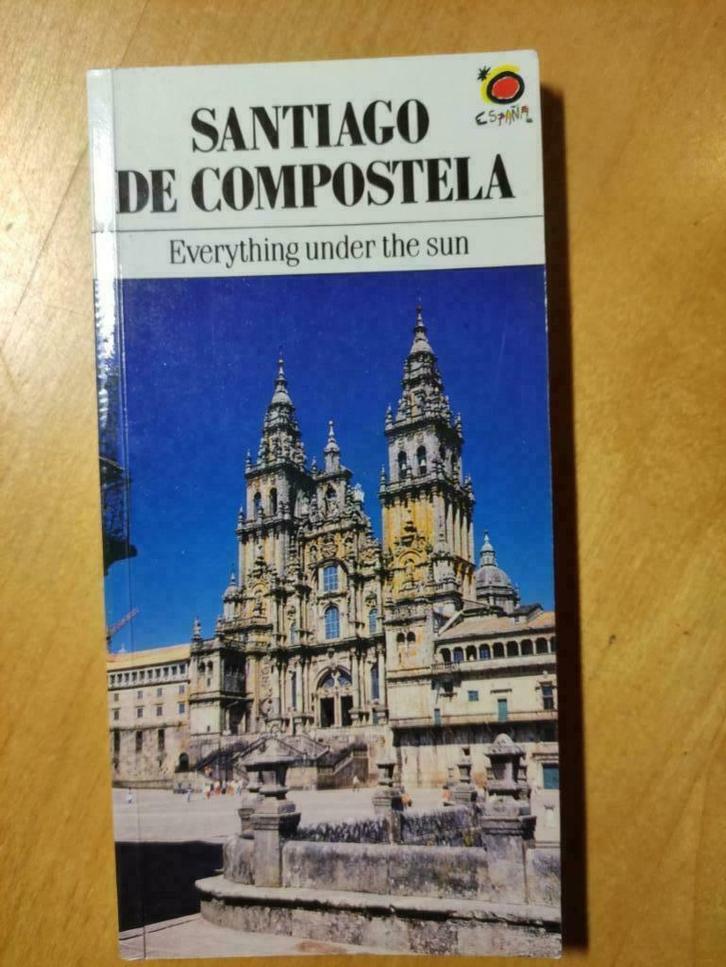 SANTIAGO
DE COMPOSTELA
ESPAÑA
Everything under the sun